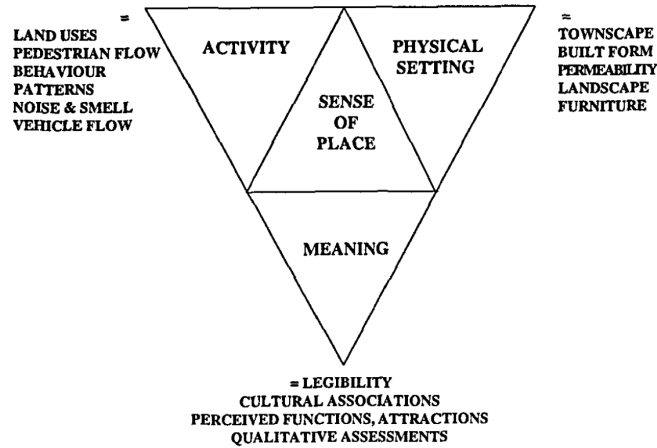 =
LAND USES
PEDESTRIAN FLOW
BEHAVIOUR
PATTERNS
NOISE & SMELL
VEHICLE FLOW
ACTIVITY
PHYSICAL
SETTING
=
TOWNSCAPE
BUILT FORM
PERMEABILITY
LANDSCAPE
FURNITURE
SENSE
OF
PLACE
MEANING
= LEGIBILITY
CULTURAL ASSOCIATIONS
PERCEIVED FUNCTIONS, ATTRACTIONS
QUALITATIVE ASSESSMENTS